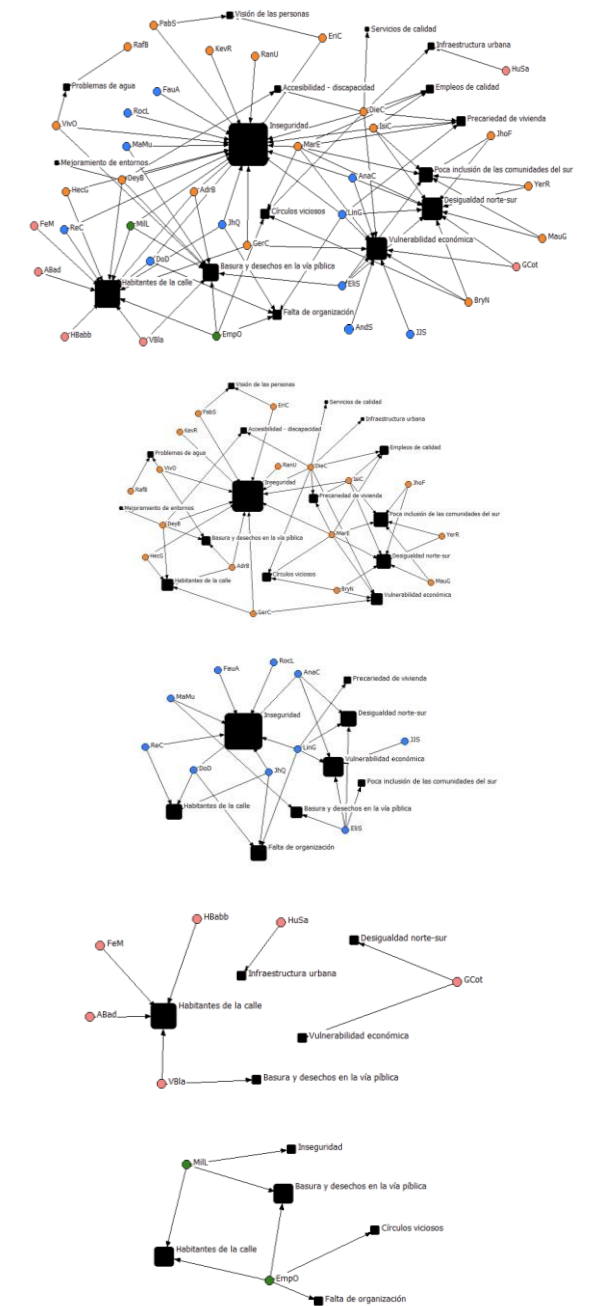 PabS
Visión de las personas
EriC
Servicios de calidad
RafB
KevR
RanU
Infraestructura urbana
HuSa
Problemas de agua
FauA
Accesibilidad - discapacidad
Empleos de calidad
RocL
DieC
VivO
Inseguridad
IsiC
Precariedad de vivienda
MaMu
MarE
JhoF
Mejoramiento de entornos
DeyB
AnaC
Poca inclusión de las comunidades del sur
HecG
AdrB
YerR
Círculos viciosos
LinG
Desigualdad norte-sur
FeM
ReC
MilL
JhQ
GerC
Vulnerabilidad económica
MauG
DoD
GCot
ABad
Basura y desechos en la vía píblica
Habitantes de la calle
EliS
BryN
Falta de organización
HBabb
VBla
EmpO
AndS
JJS
Visión de las personas
PabS
EriC
Servicios de calidad
KevR
Accesibilidad - discapacidad
Infraestructura urbana
Problemas de agua
Empleos de calidad
VivO
RanU
DieC
Inseguridad
IsiC
JhoF
RafB
Precariedad de vivienda
Mejoramiento de entornos
Poca inclusión de las comunidades del sur
DeyB
MarE
YerR
Basura y desechos en la vía píblica
HecG
Desigualdad norte-sur
AdrB
Círculos viciosos
Habitantes de la calle
MauG
BryN
Vulnerabilidad económica
GerC
RocL
FauA
AnaC
Precariedad de vivienda
MaMu
Inseguridad
Desigualdad norte-sur
ReC
LinG
JJS
Vulnerabilidad económica
DoD
JhQ
Poca inclusión de las comunidades del sur
Habitantes de la calle
Basura y desechos en la vía píblica
EliS
Falta de organización
HBabb
HuSa
FeM
Desigualdad norte-sur
Infraestructura urbana
GCot
Habitantes de la calle
ABad
Vulnerabilidad económica
VBla
Basura y desechos en la vía píblica
Inseguridad
MilL
Basura y desechos en la vía píblica
Círculos viciosos
Habitantes de la calle
EmpO
Falta de organización